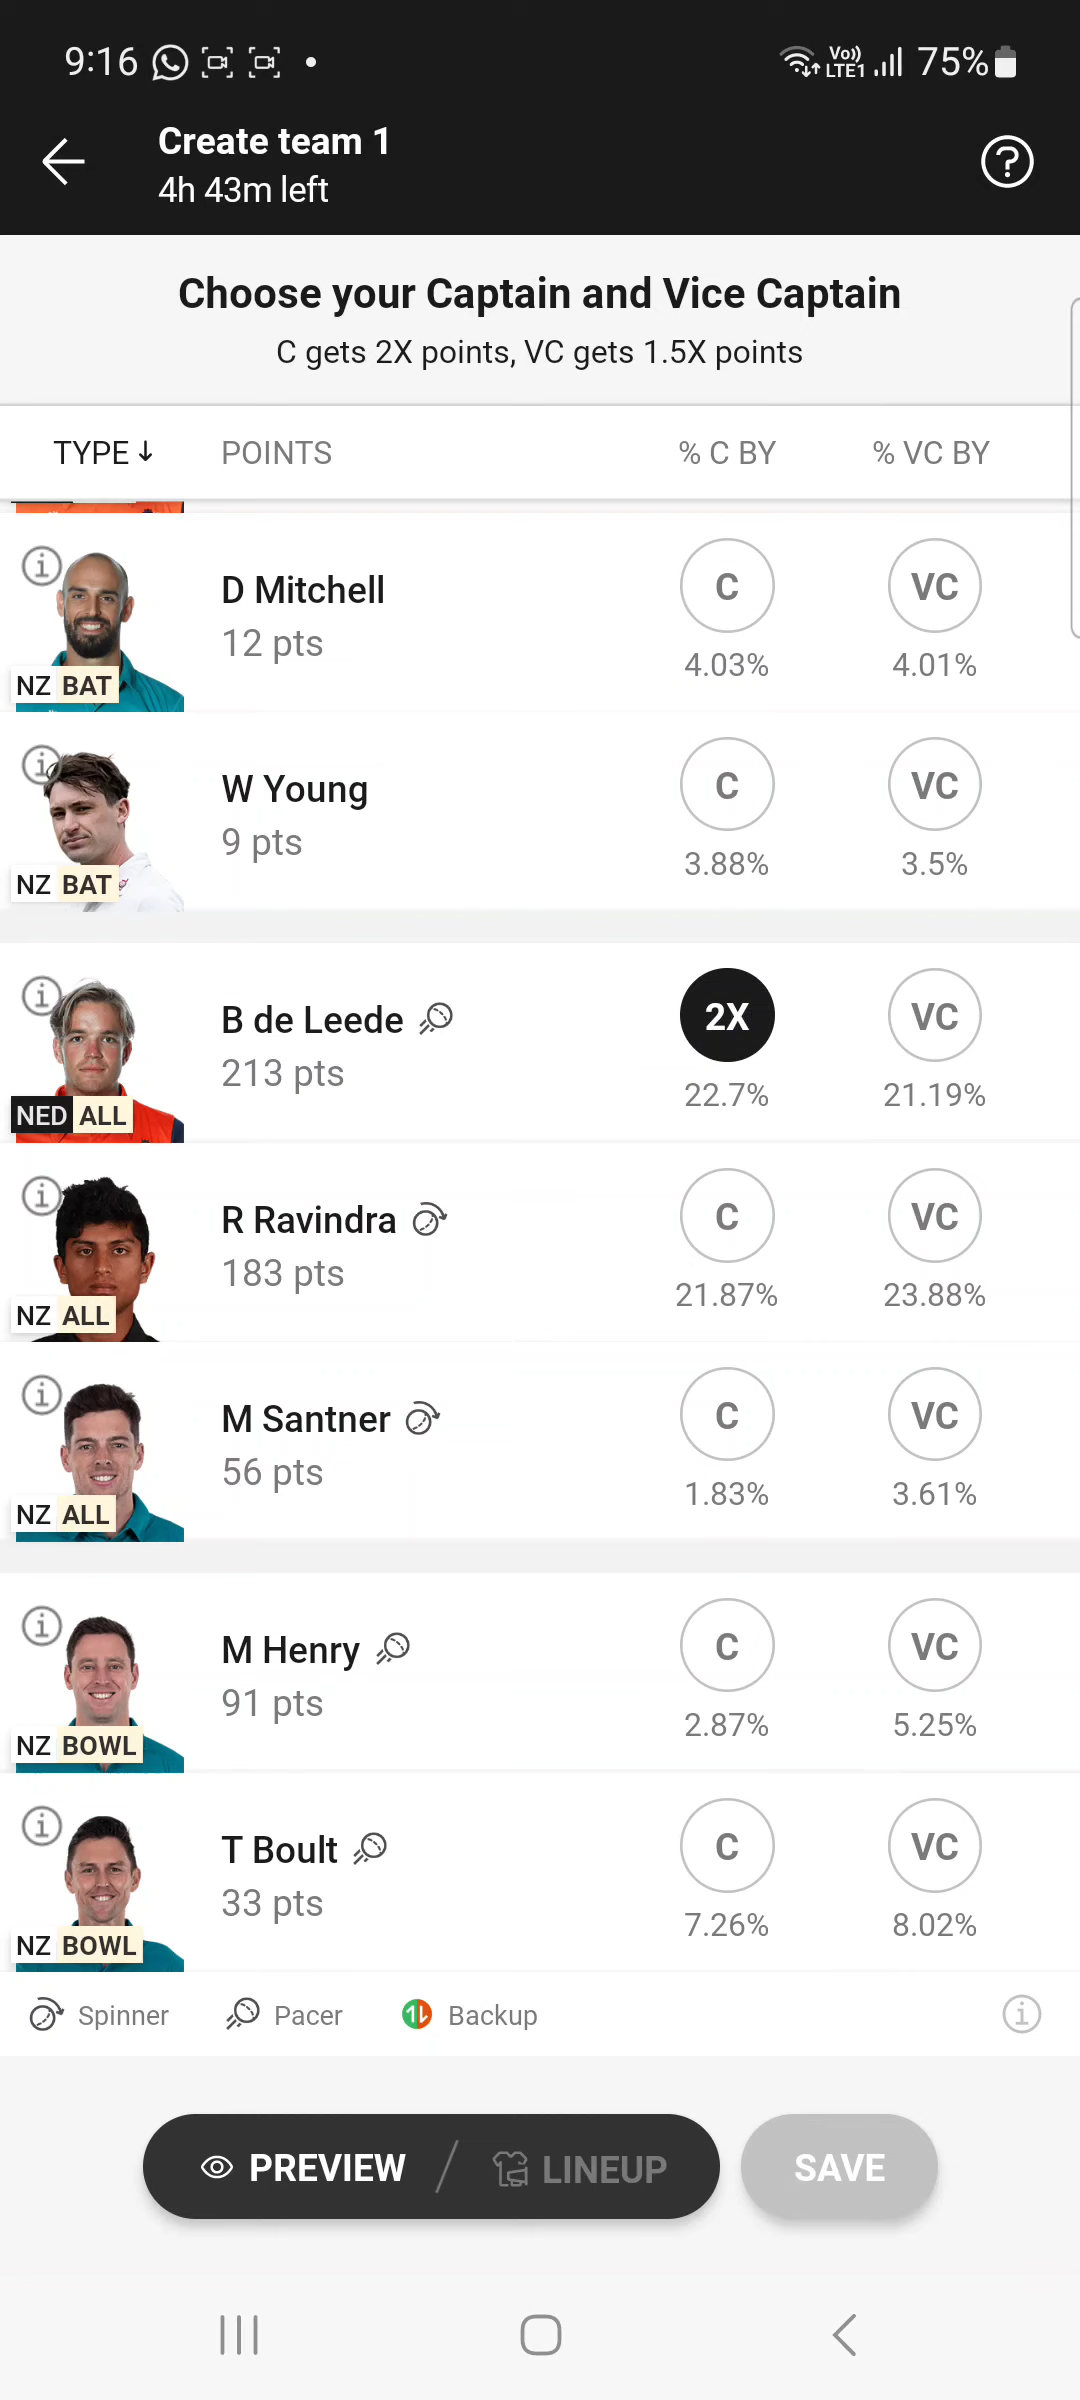 9:16 Vo)) LTE1 75%
Create team 1
4h 43m left
Choose your Captain and Vice Captain
C gets 2X points, VC gets 1.5X points
TYPE ↓ POINTS % C BY % VC BY
D Mitchell C VC
12 pts 4.03% 4.01%
NZ BAT
W Young C VC
9 pts 3.88% 3.5%
NZ BAT
B de Leede 2X VC
213 pts 22.7% 21.19%
NED ALL
R Ravindra C VC
183 pts 21.87% 23.88%
NZ ALL
M Santner C VC
56 pts 1.83% 3.61%
NZ ALL
M Henry C VC
91 pts 2.87% 5.25%
NZ BOWL
T Boult C VC
33 pts 7.26% 8.02%
NZ BOWL
Spinner Pacer Backup
PREVIEW / LINEUP SAVE